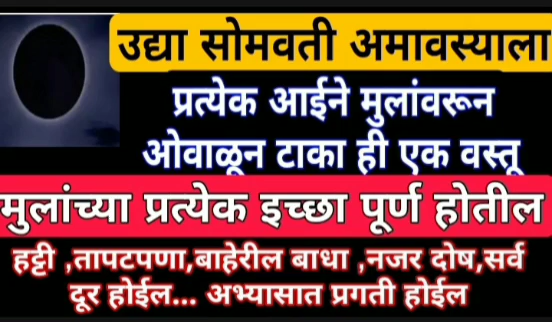 उद्या सोमवती अमावस्याला
प्रत्येक आईने मुलांवरून
ओवाळून टाका ही एक वस्तू
मुलांच्या प्रत्येक इच्छा पूर्ण होतील
हट्टी ,तापटपणा,बाहेरील बाधा ,नजर दोष,सर्व
दूर होईल... अभ्यासात प्रगती होईल